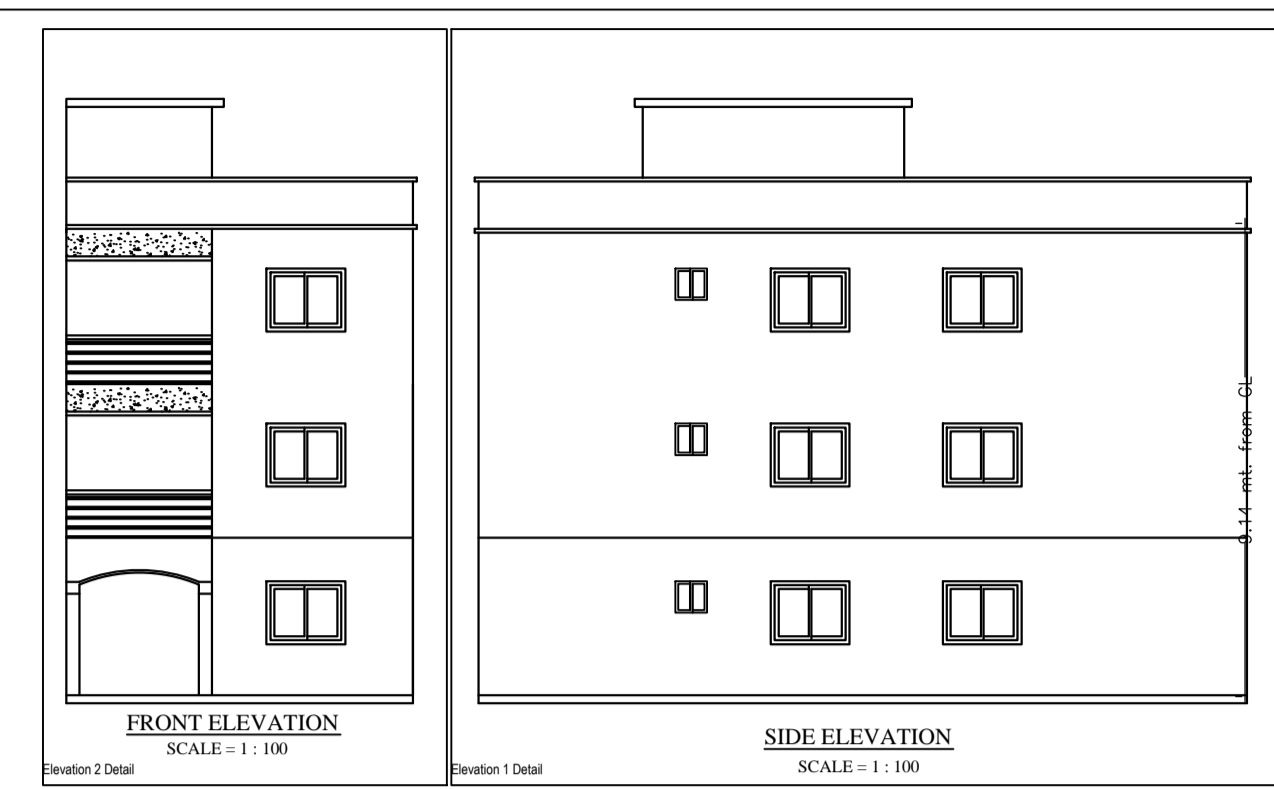 FRONT ELEVATION
SCALE = 1 : 100
Elevation 2 Detail
9.14 mt. from GL
SIDE ELEVATION
SCALE = 1 : 100
Elevation 1 Detail